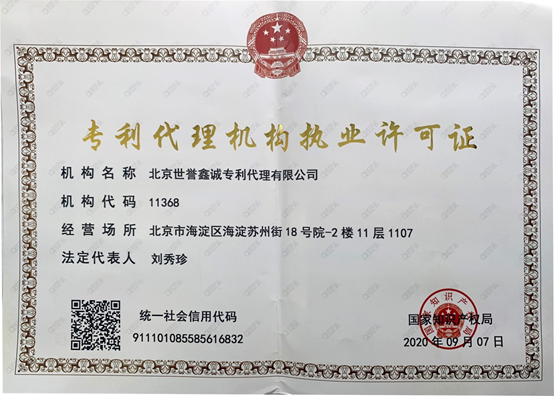 专利代理机构执业许可证
机构名称 北京世誉鑫诚专利代理有限公司
机构代码 11368
经营场所 北京市海淀区海淀苏州街18号院-2楼11层1107
法定代表人 刘秀珍
统一社会信用代码
911101085585616832
国家知识产权局
2020年09月07日